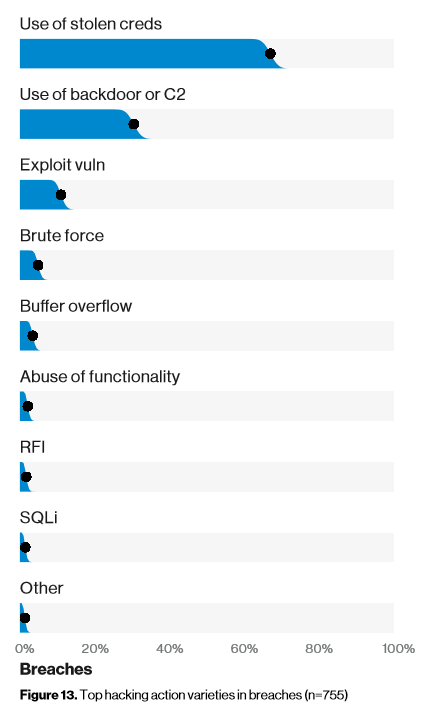 Use of stolen creds
Use of backdoor or C2
Exploit vuln
Brute force
Buffer overflow
Abuse of functionality
RFI
SQLi
Other
0% 20% 40% 60% 80% 100%
Breaches
Figure 13. Top hacking action varieties in breaches (n=755)